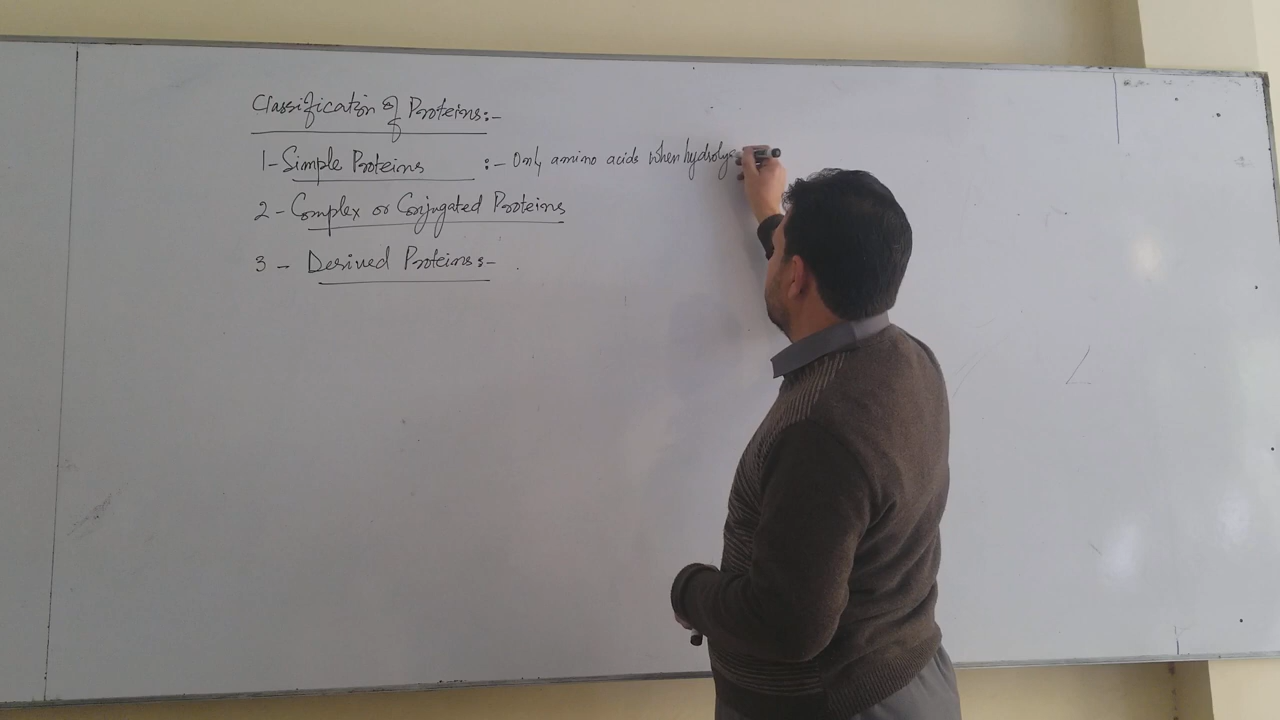 Classification of Proteins:-
1- Simple Proteins :- Only amino acids when hydrolys
2 - Complex or Conjugated Proteins
3 - Derived Proteins:-